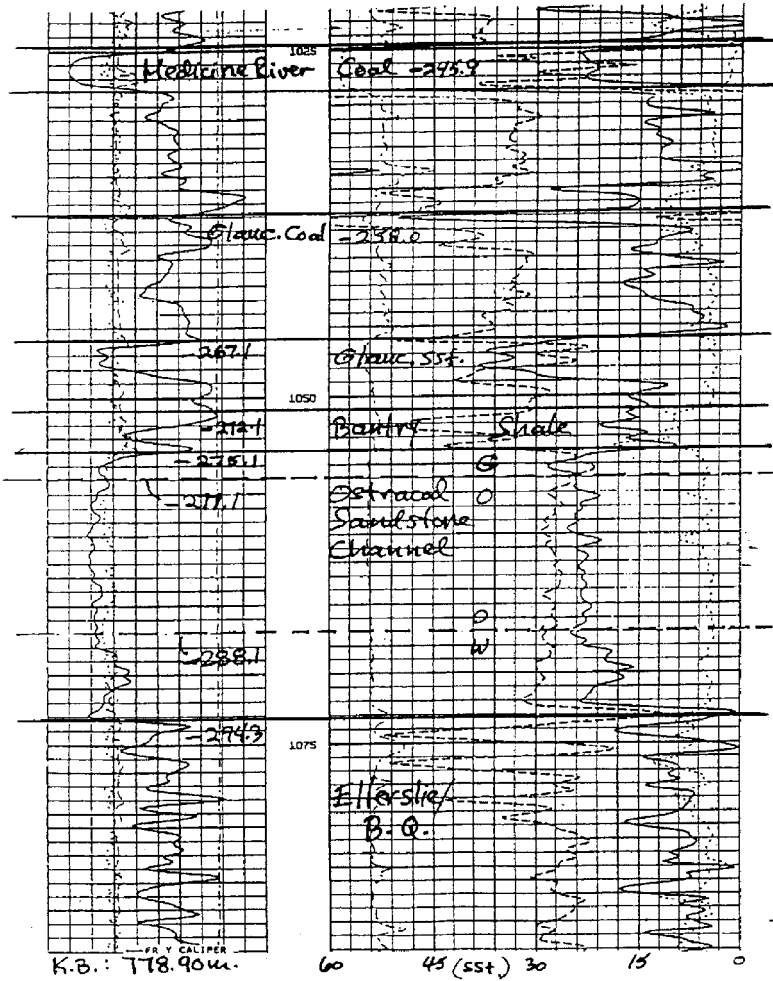 1025
Medicine River Coal -245.9
Glauc. Coal -258.0
-267.1 Glauc. sst.
1050
-272.1 Bantry Shale
-275.1 G
-277.1 Ostracod O
Sandstone
Channel
O
W
-288.1
-294.3
1075
Ellerslie/
B.Q.
FR Y CALIPER
K.B.: 778.90m. 60 45 (sst.) 30 15 0